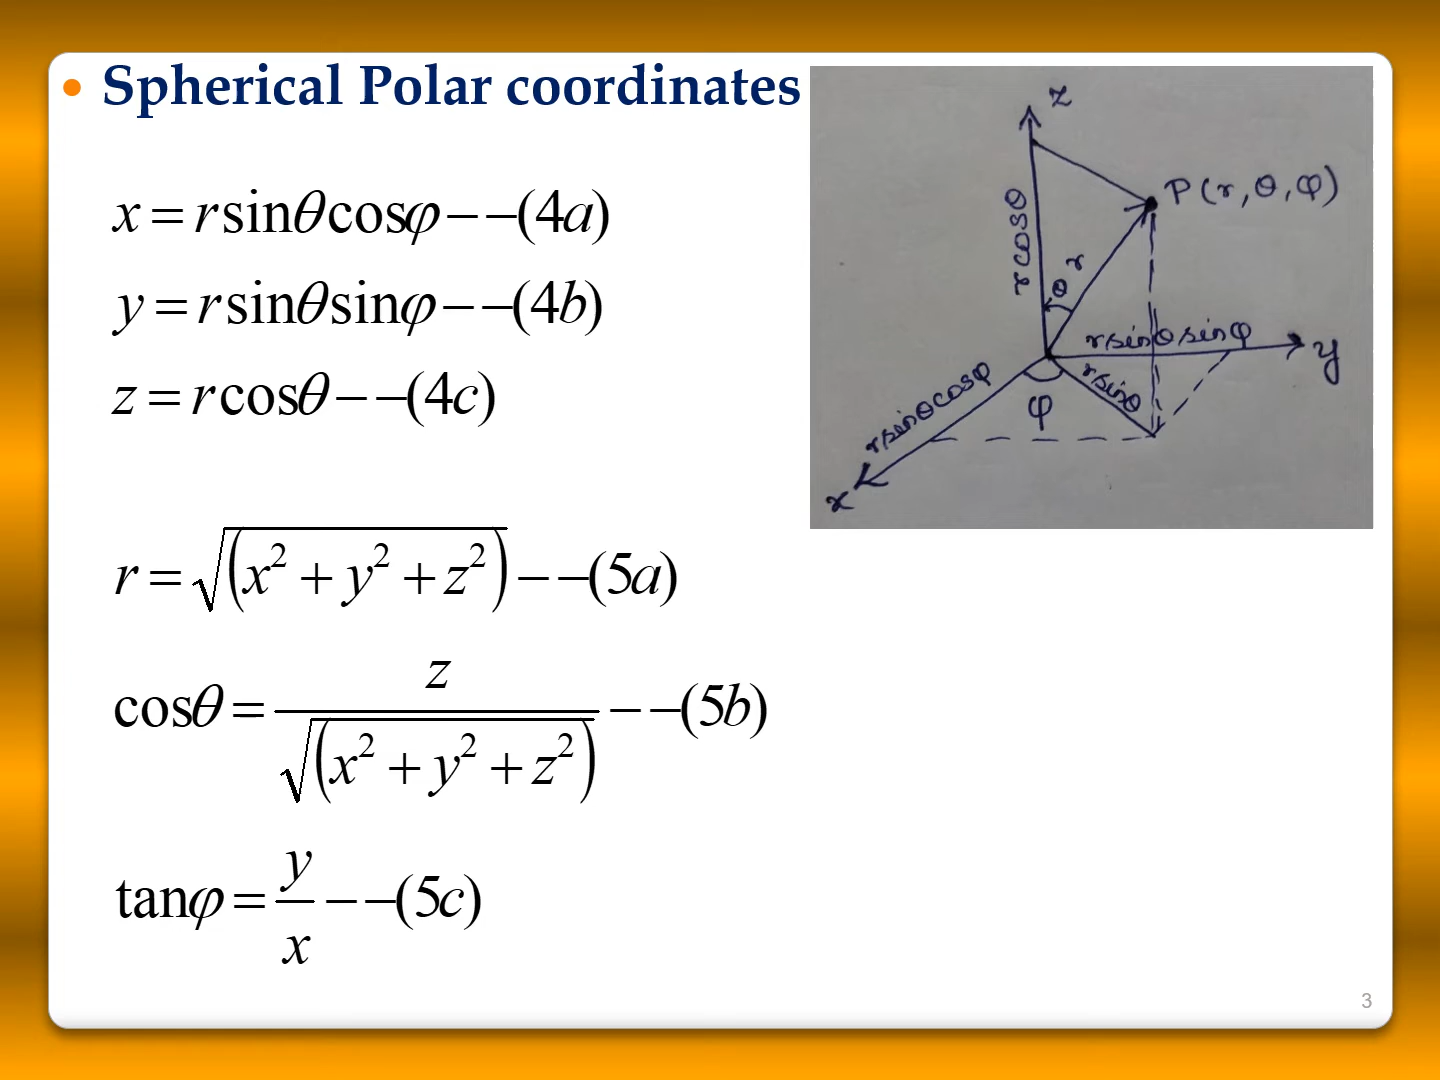 • Spherical Polar coordinates
x = r sinθ cosφ − −(4a)
y = r sinθ sinφ − −(4b)
z = r cosθ − −(4c)
r = √(x² + y² + z²) − −(5a)
cosθ = z / √(x² + y² + z²) − −(5b)
tanφ = y / x − −(5c)
z
P(r, θ, φ)
r cosθ
r
θ
r sinθ sinφ
y
r sinθ cosφ
r sinθ
φ
x
3